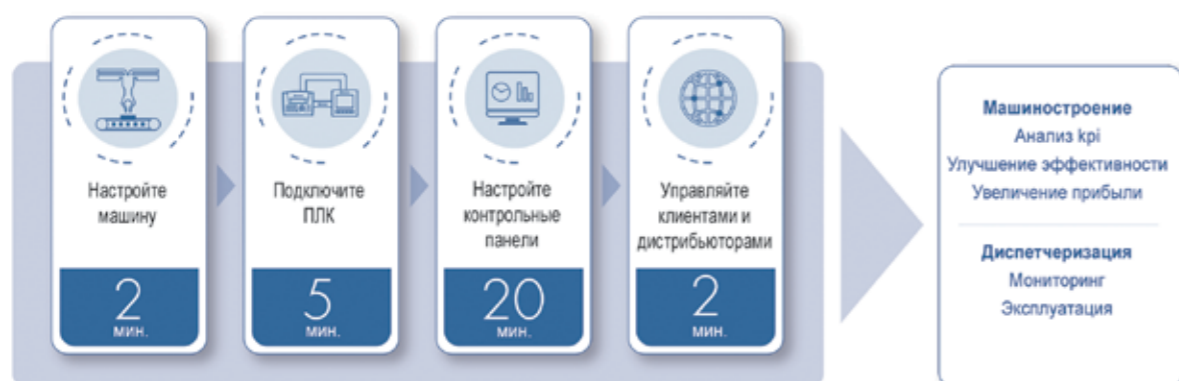 Настройте
машину
2
мин.
Подключите
ПЛК
5
мин.
Настройте
контрольные
панели
20
мин.
Управляйте
клиентами и
дистрибьюторами
2
мин.
Машиностроение
Анализ kpi
Улучшение эффективности
Увеличение прибыли
Диспетчеризация
Мониторинг
Эксплуатация